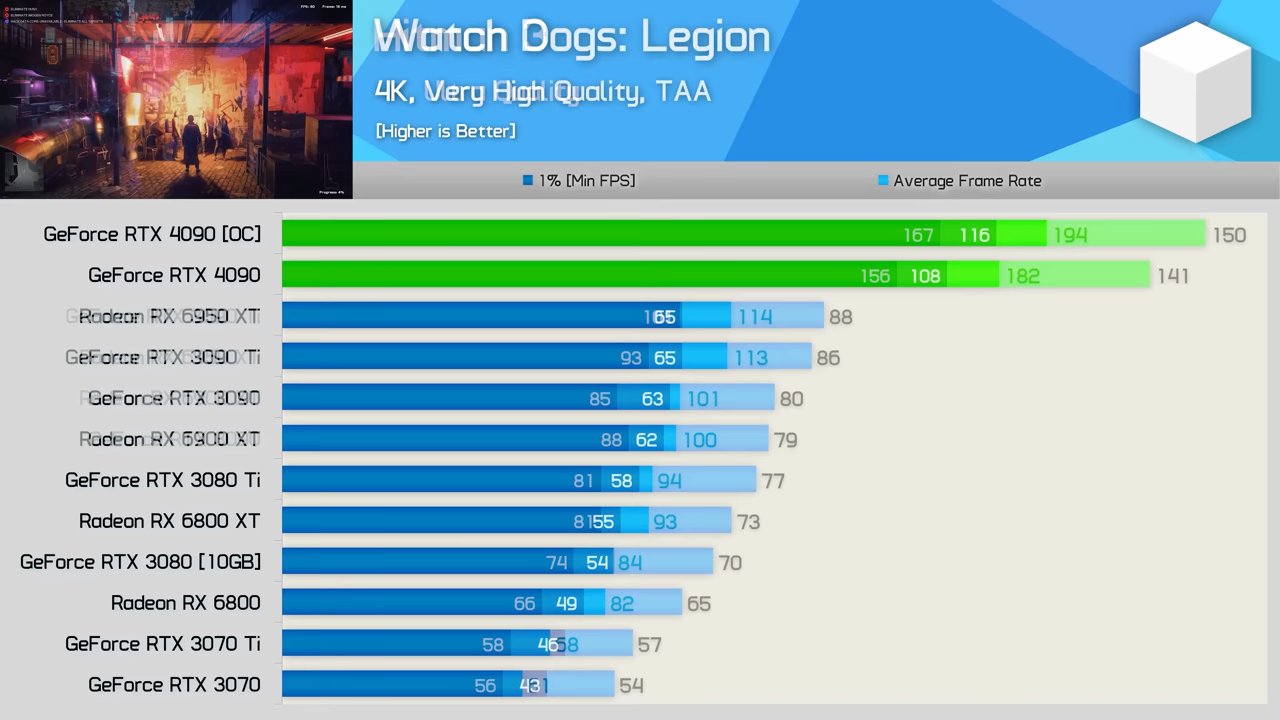 Watch Dogs: Legion
4K, Very High Quality, TAA
[Higher is Better]
1% [Min FPS]
Average Frame Rate
GeForce RTX 4090 [OC] 167 116 194 150
GeForce RTX 4090 156 108 182 141
Radeon RX 6950 XT 65 114 88
GeForce RTX 3090 Ti 93 65 113 86
GeForce RTX 3090 85 63 101 80
Radeon RX 6900 XT 88 62 100 79
GeForce RTX 3080 Ti 81 58 94 77
Radeon RX 6800 XT 81 55 93 73
GeForce RTX 3080 [10GB] 74 54 84 70
Radeon RX 6800 66 49 82 65
GeForce RTX 3070 Ti 58 46 68 57
GeForce RTX 3070 56 43 54